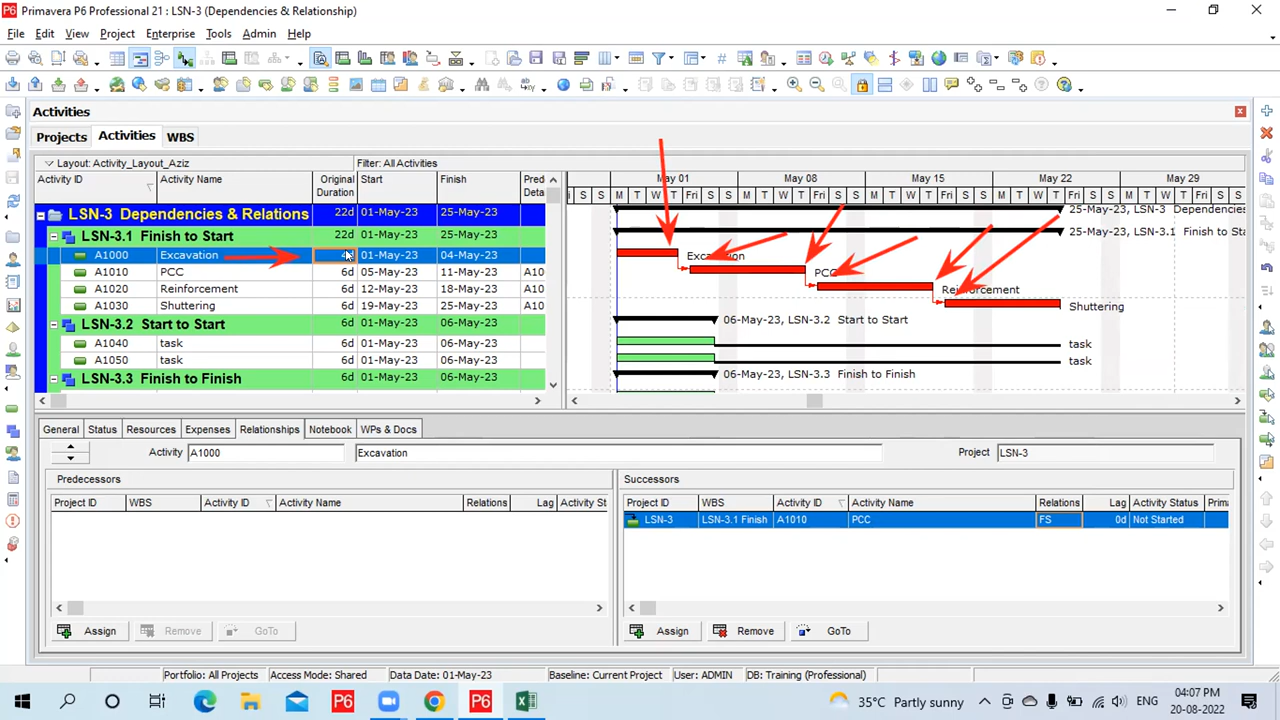 Primavera P6 Professional 21 : LSN-3 (Dependencies & Relationship)
File Edit View Project Enterprise Tools Admin Help
Activities
Projects Activities WBS
Layout: Activity_Layout_Aziz Filter: All Activities
Activity ID Activity Name Original Duration Start Finish Pred Deta
May 01 May 08 May 15 May 22 May 29
S S M T W T Fri S S M T W T Fri S S M T W T Fri S S M T W T Fri S S M T W T Fri S
LSN-3 Dependencies & Relations 22d 01-May-23 25-May-23
25-May-23, LSN-3 Dependenc
LSN-3.1 Finish to Start 22d 01-May-23 25-May-23
25-May-23, LSN-3.1 Finish to Sta
A1000 Excavation 01-May-23 04-May-23
Excavation
A1010 PCC 6d 05-May-23 11-May-23 A10
PCC
A1020 Reinforcement 6d 12-May-23 18-May-23 A10
Reinforcement
A1030 Shuttering 6d 19-May-23 25-May-23 A10
Shuttering
LSN-3.2 Start to Start 6d 01-May-23 06-May-23
06-May-23, LSN-3.2 Start to Start
A1040 task 6d 01-May-23 06-May-23
task
A1050 task 6d 01-May-23 06-May-23
task
LSN-3.3 Finish to Finish 6d 01-May-23 06-May-23
06-May-23, LSN-3.3 Finish to Finish
General Status Resources Expenses Relationships Notebook WPs & Docs
Activity A1000 Excavation Project LSN-3
Predecessors
Project ID WBS Activity ID Activity Name Relations Lag Activity St
Assign Remove GoTo
Successors
Project ID WBS Activity ID Activity Name Relations Lag Activity Status Prima
LSN-3 LSN-3.1 Finish A1010 PCC FS 0d Not Started
Assign Remove GoTo
Portfolio: All Projects Access Mode: Shared Data Date: 01-May-23 Baseline: Current Project User: ADMIN DB: Training (Professional)
P6 P6 35°C Partly sunny ENG 04:07 PM
20-08-2022